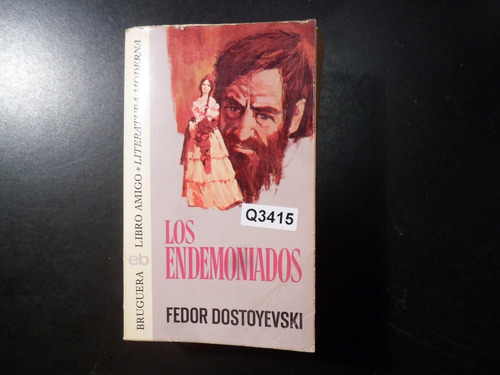 BRUGUERA eb LIBRO AMIGO * LITERATURA MODERNA
Q3415
LOS
ENDEMONIADOS
FEDOR DOSTOYEVSKI